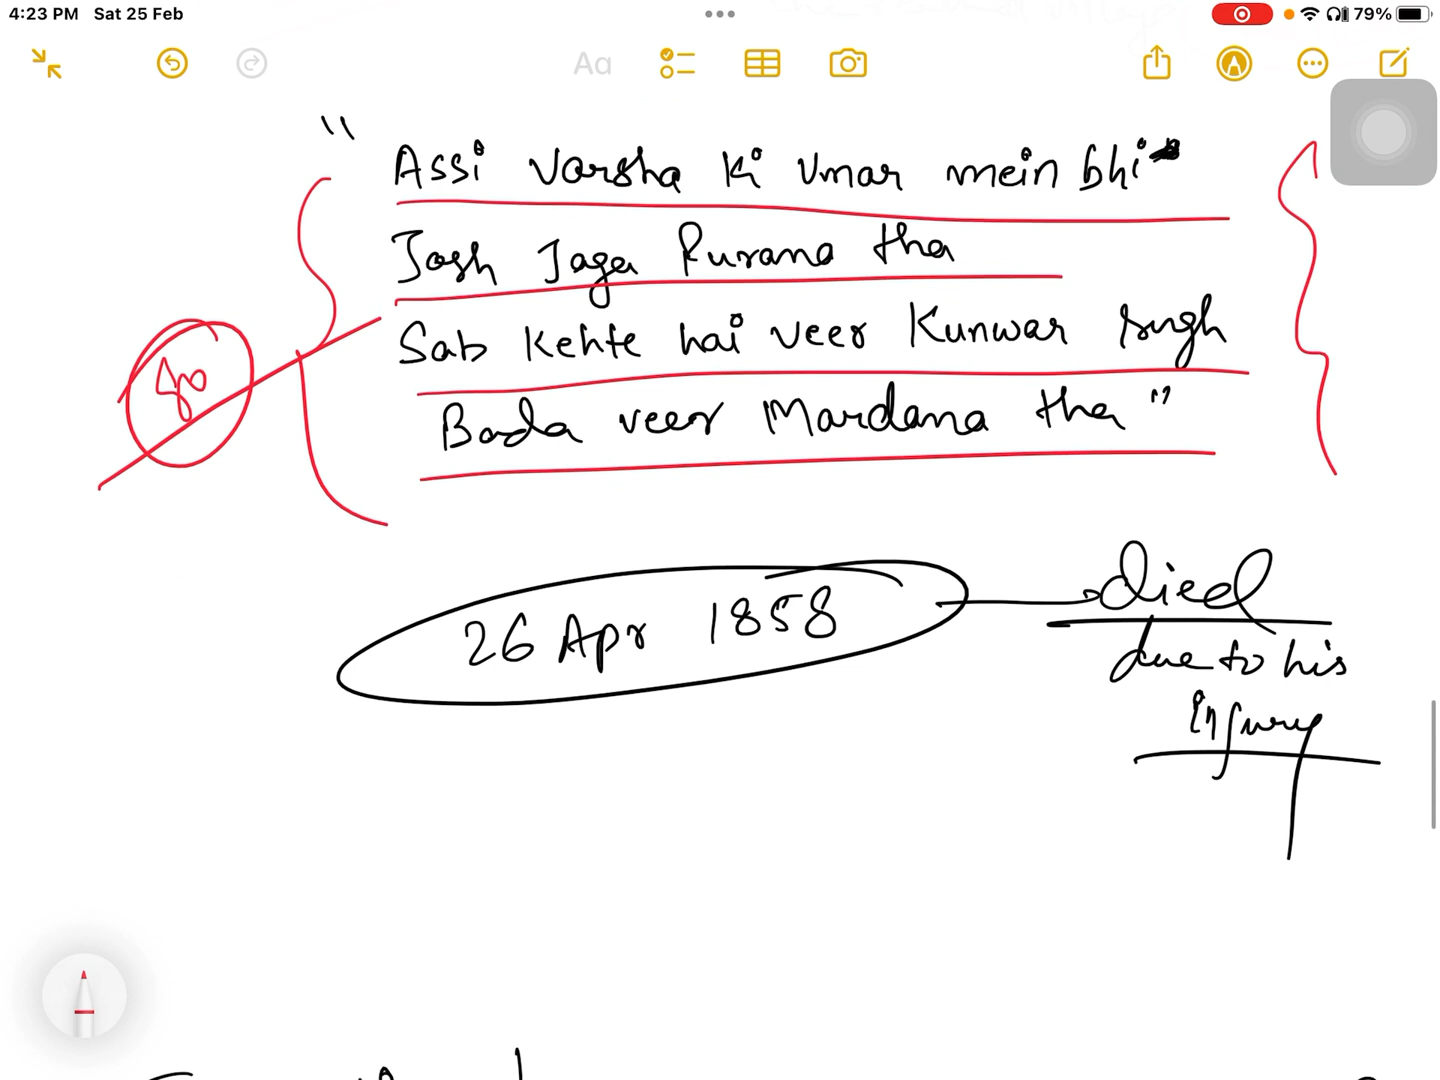 4:23 PM Sat 25 Feb
79%
Aa
" Assi varsha ki Umar mein bhi
Josh Jaga Purana tha
Sab Kehte hai veer Kunwar singh
Bada veer Mardana tha "
80
26 Apr 1858
died
due to his
injury